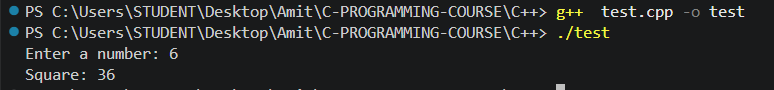 PS C:\Users\STUDENT\Desktop\Amit\C-PROGRAMMING-COURSE\C++> g++  test.cpp -o test
PS C:\Users\STUDENT\Desktop\Amit\C-PROGRAMMING-COURSE\C++> ./test
Enter a number: 6
Square: 36